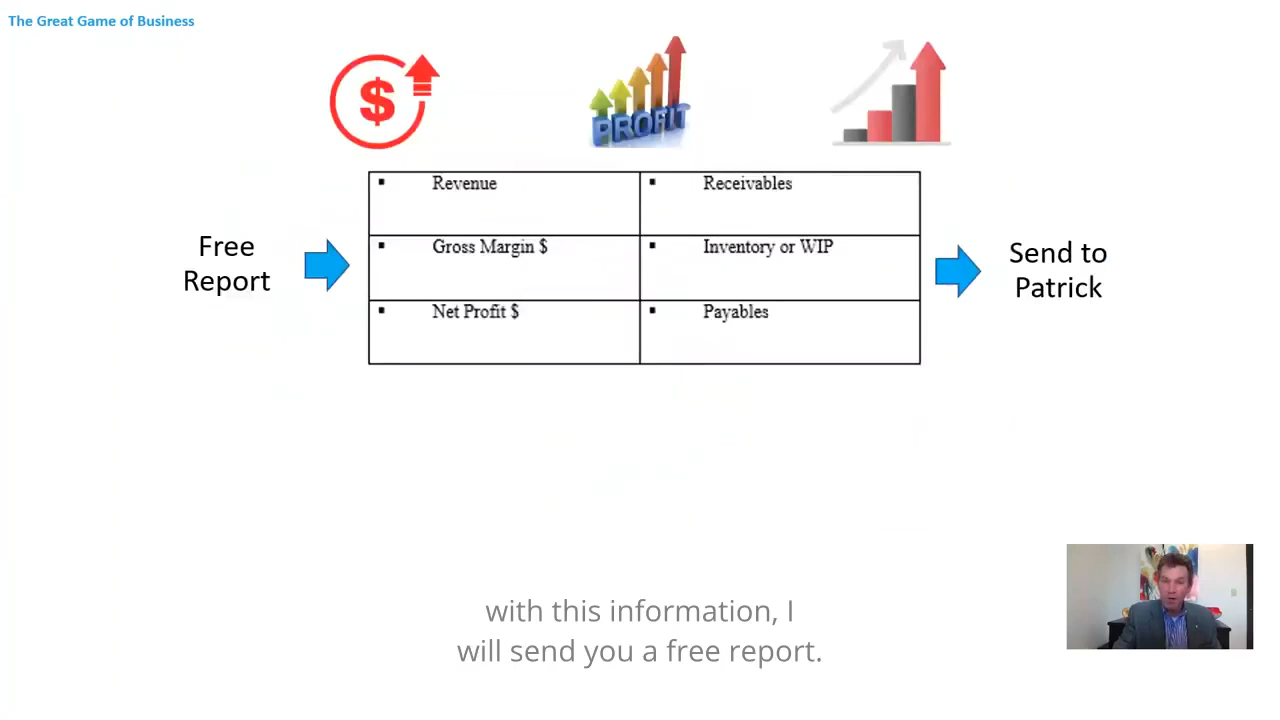 The Great Game of Business
$
PROFIT
▪ Revenue
▪ Receivables
▪ Gross Margin $
▪ Inventory or WIP
▪ Net Profit $
▪ Payables
Free
Report
Send to
Patrick
with this information, I
will send you a free report.